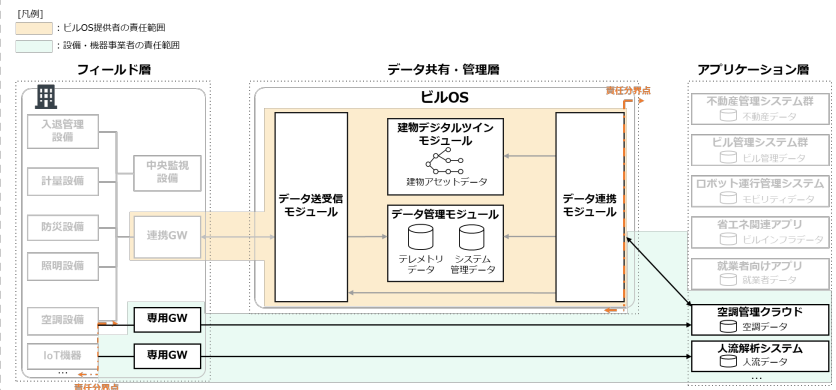 [凡例]
：ビルOS提供者の責任範囲
：設備・機器事業者の責任範囲
フィールド層
データ共有・管理層
アプリケーション層
ビルOS
責任分界点
入退管理
設備
計量設備
防災設備
照明設備
空調設備
IoT機器
…
中央監視
設備
連携GW
専用GW
専用GW
責任分界点
データ送受信
モジュール
建物デジタルツイン
モジュール
建物アセットデータ
データ管理モジュール
テレメトリ
データ
システム
管理データ
データ連携
モジュール
不動産管理システム群
不動産データ
ビル管理システム群
ビル管理データ
ロボット運行管理システム
モビリティデータ
省エネ関連アプリ
ビルインフラデータ
就業者向けアプリ
就業者データ
空調管理クラウド
空調データ
人流解析システム
人流データ
…